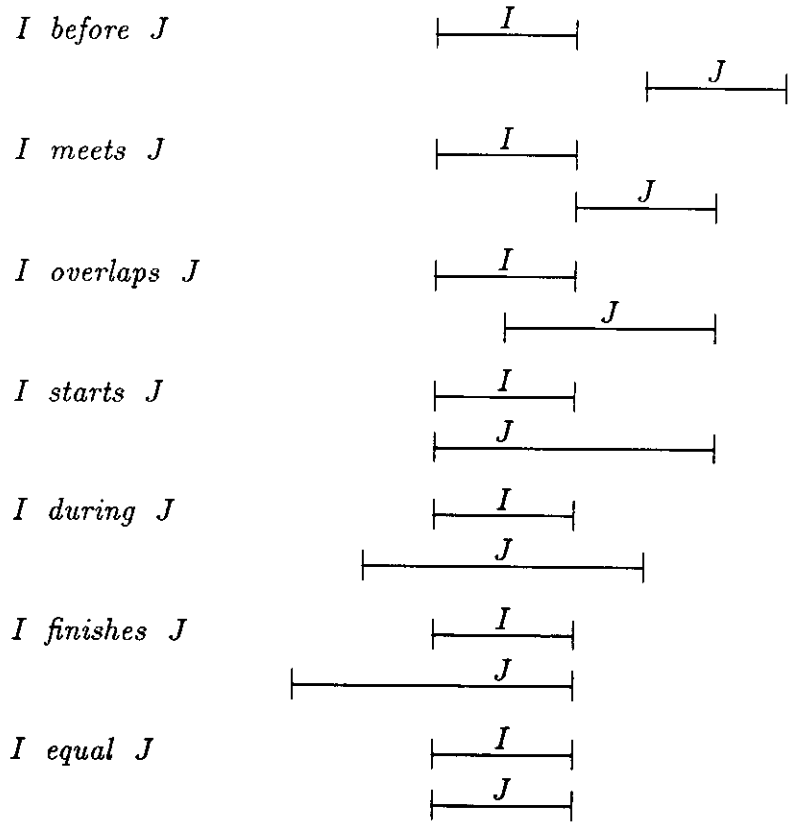 I before J
I
J
I meets J
I
J
I overlaps J
I
J
I starts J
I
J
I during J
I
J
I finishes J
I
J
I equal J
I
J